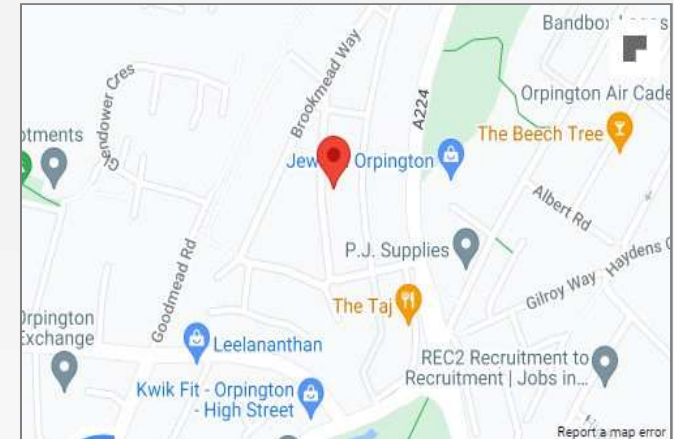 Bandbox
Glendower Cres
Brookmead Way
A224
Orpington Air Cade
otments
The Beech Tree
Jew Orpington
Albert Rd
P.J. Supplies
Haydens C
Goodmead Rd
Gilroy Way
The Taj
Orpington
Exchange
Leelananthan
REC2 Recruitment to
Recruitment | Jobs in...
Kwik Fit - Orpington
- High Street
Report a map error